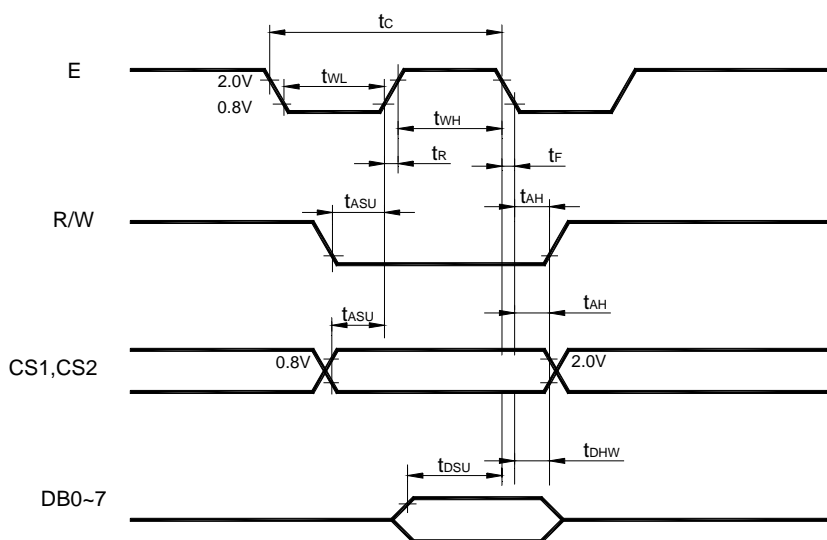 tC
E
2.0V
tWL
0.8V
tWH
tR
tF
tASU
tAH
R/W
tASU
tAH
0.8V
2.0V
CS1,CS2
tDSU
tDHW
DB0~7